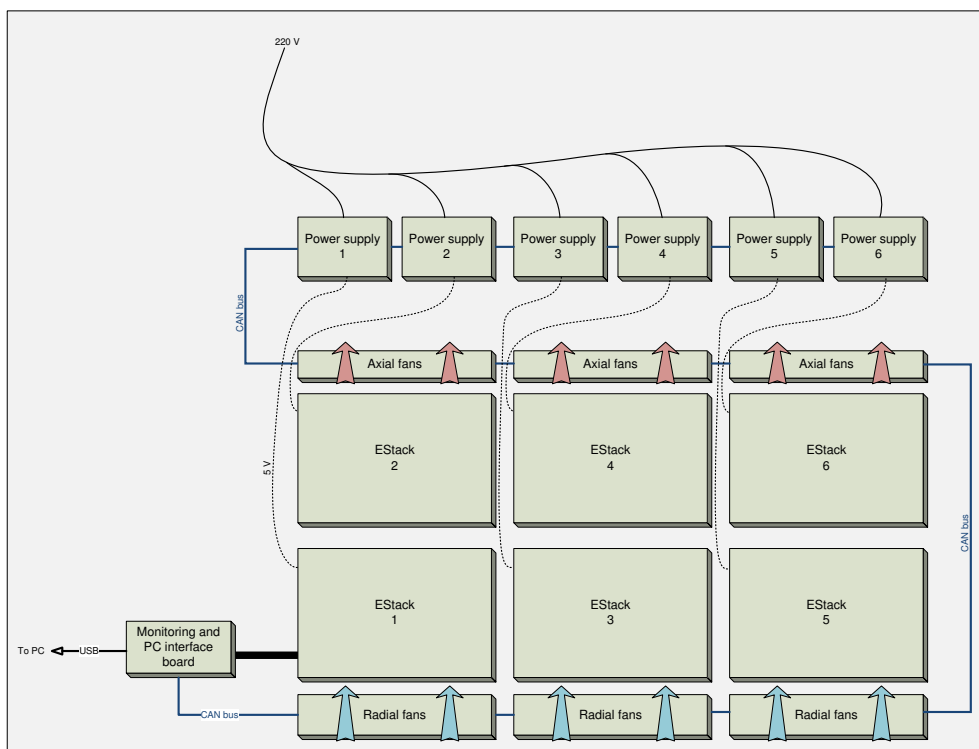 220 V
Power supply
1
Power supply
2
Power supply
3
Power supply
4
Power supply
5
Power supply
6
CAN bus
Axial fans
Axial fans
Axial fans
EStack
2
EStack
4
EStack
6
5 V
CAN bus
EStack
1
EStack
3
EStack
5
To PC
USB
Monitoring and
PC interface
board
CAN bus
Radial fans
Radial fans
Radial fans